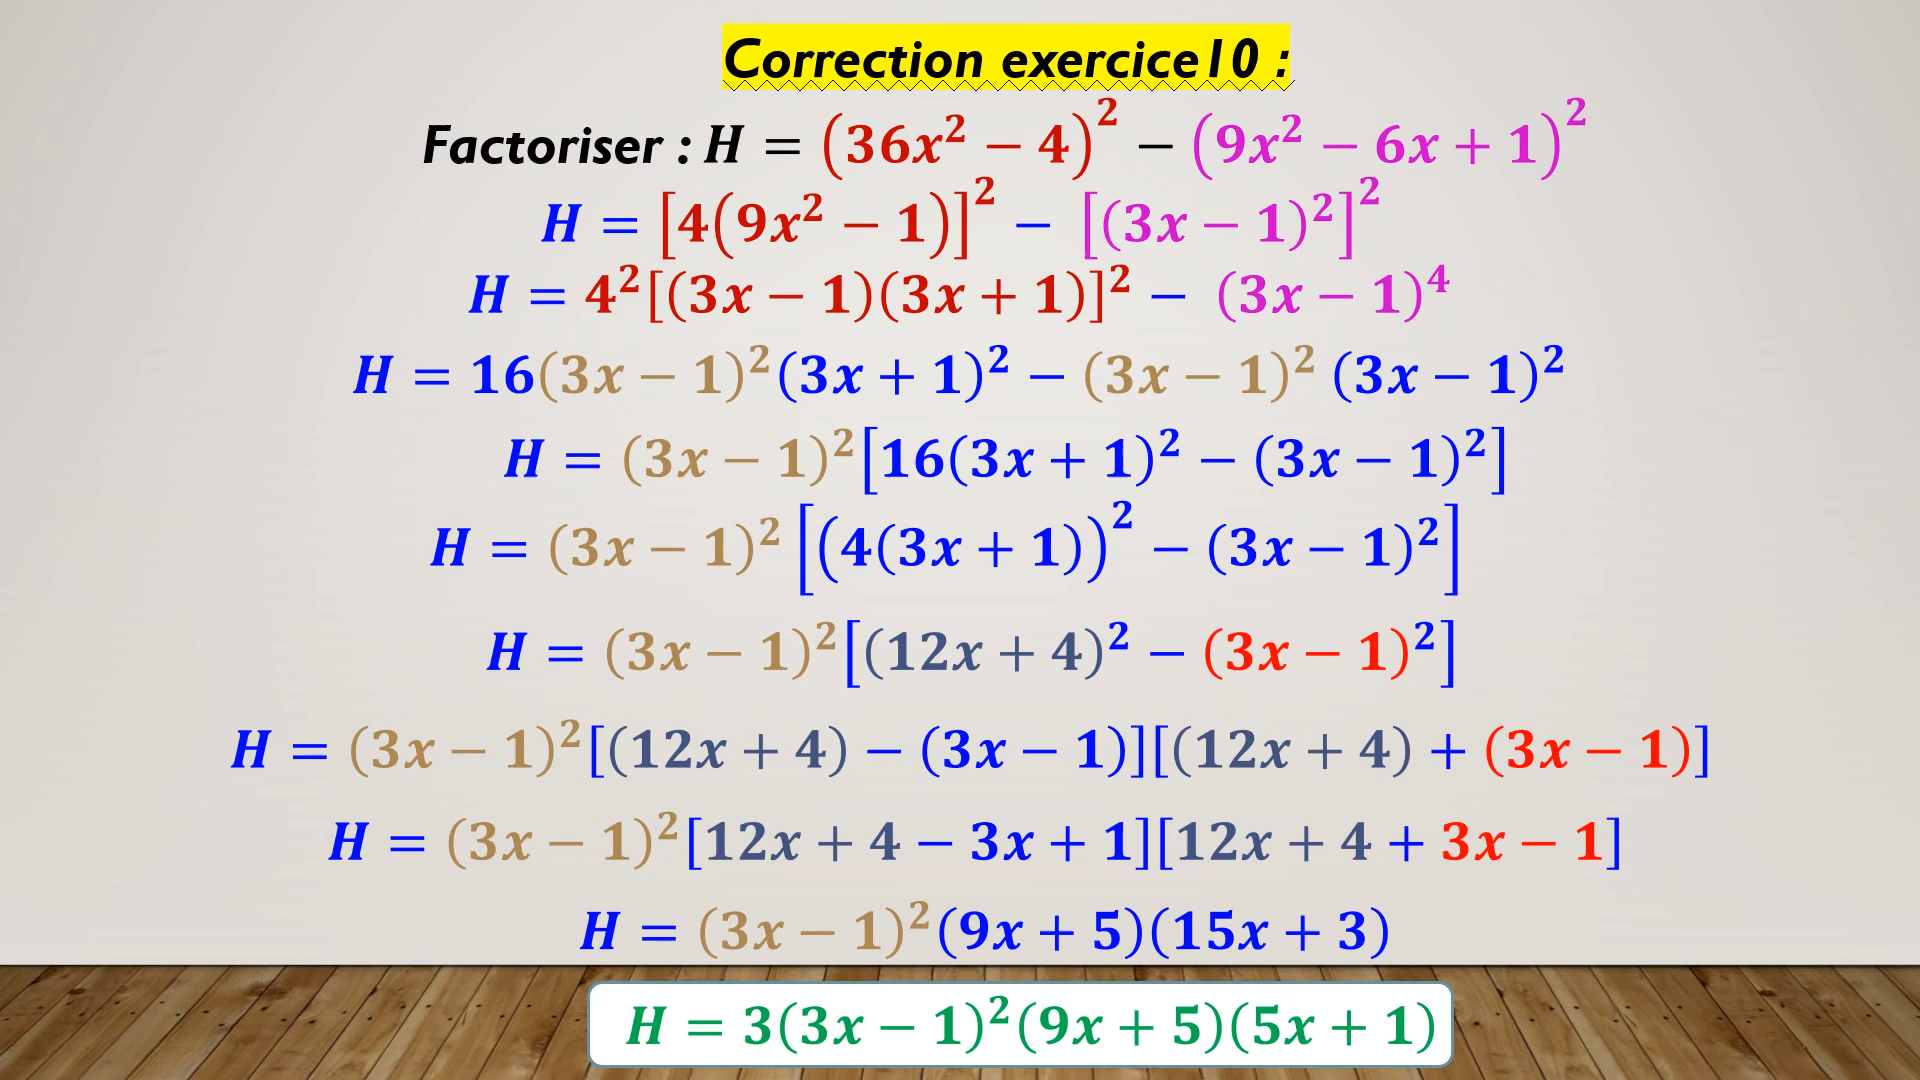 Correction exercice10 :
Factoriser : H = (36x² − 4)² − (9x² − 6x + 1)²
H = [4(9x² − 1)]² − [(3x − 1)²]²
H = 4²[(3x − 1)(3x + 1)]² − (3x − 1)⁴
H = 16(3x − 1)²(3x + 1)² − (3x − 1)² (3x − 1)²
H = (3x − 1)²[16(3x + 1)² − (3x − 1)²]
H = (3x − 1)² [(4(3x + 1))² − (3x − 1)²]
H = (3x − 1)²[(12x + 4)² − (3x − 1)²]
H = (3x − 1)²[(12x + 4) − (3x − 1)][(12x + 4) + (3x − 1)]
H = (3x − 1)²[12x + 4 − 3x + 1][12x + 4 + 3x − 1]
H = (3x − 1)²(9x + 5)(15x + 3)
H = 3(3x − 1)²(9x + 5)(5x + 1)